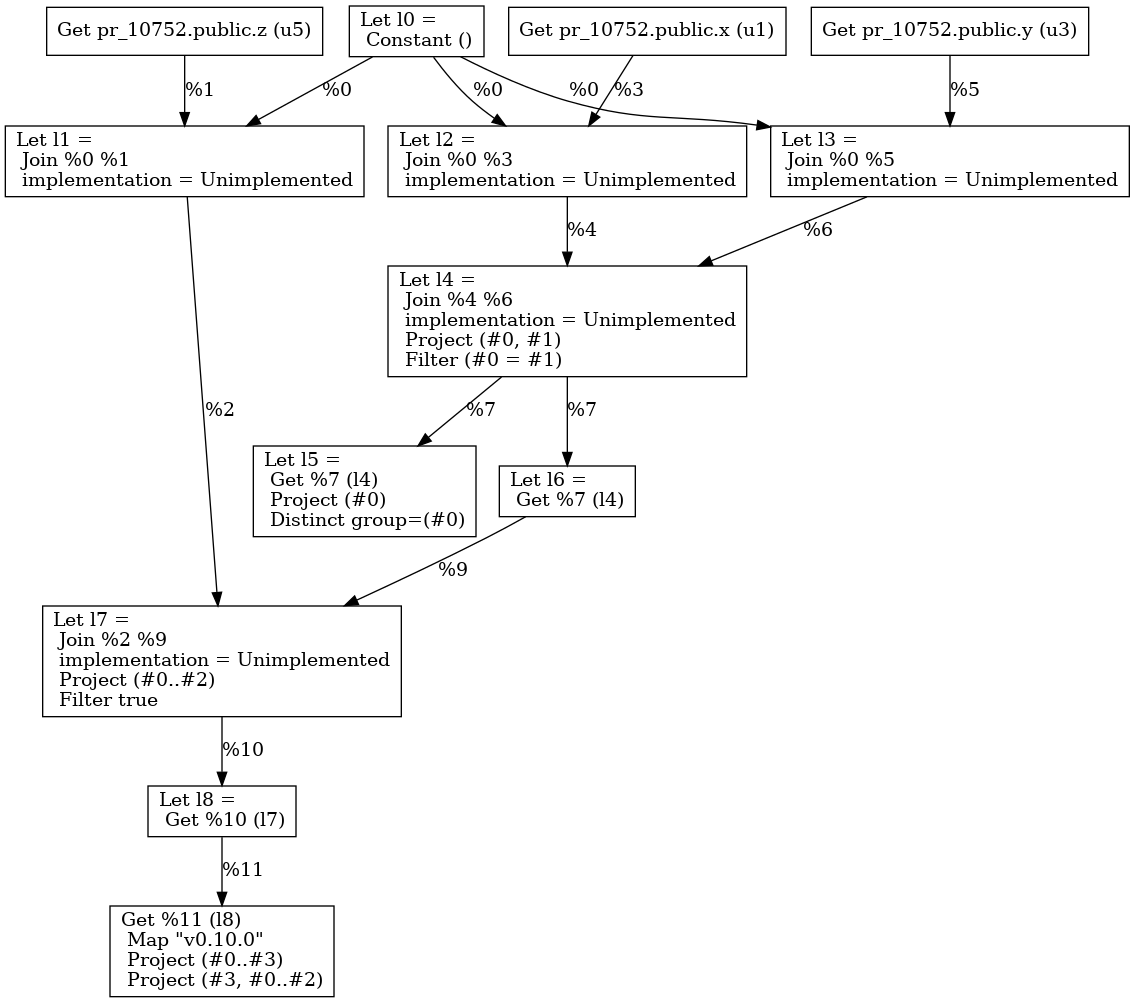 Get pr_10752.public.z (u5)
Let l0 =
Constant ()
Get pr_10752.public.x (u1)
Get pr_10752.public.y (u3)
%1
%0
%0
%3
%0
%5
Let l1 =
Join %0 %1
implementation = Unimplemented
Let l2 =
Join %0 %3
implementation = Unimplemented
Let l3 =
Join %0 %5
implementation = Unimplemented
%4
%6
Let l4 =
Join %4 %6
implementation = Unimplemented
Project (#0, #1)
Filter (#0 = #1)
%2
%7
%7
Let l5 =
Get %7 (l4)
Project (#0)
Distinct group=(#0)
Let l6 =
Get %7 (l4)
%9
Let l7 =
Join %2 %9
implementation = Unimplemented
Project (#0..#2)
Filter true
%10
Let l8 =
Get %10 (l7)
%11
Get %11 (l8)
Map "v0.10.0"
Project (#0..#3)
Project (#3, #0..#2)